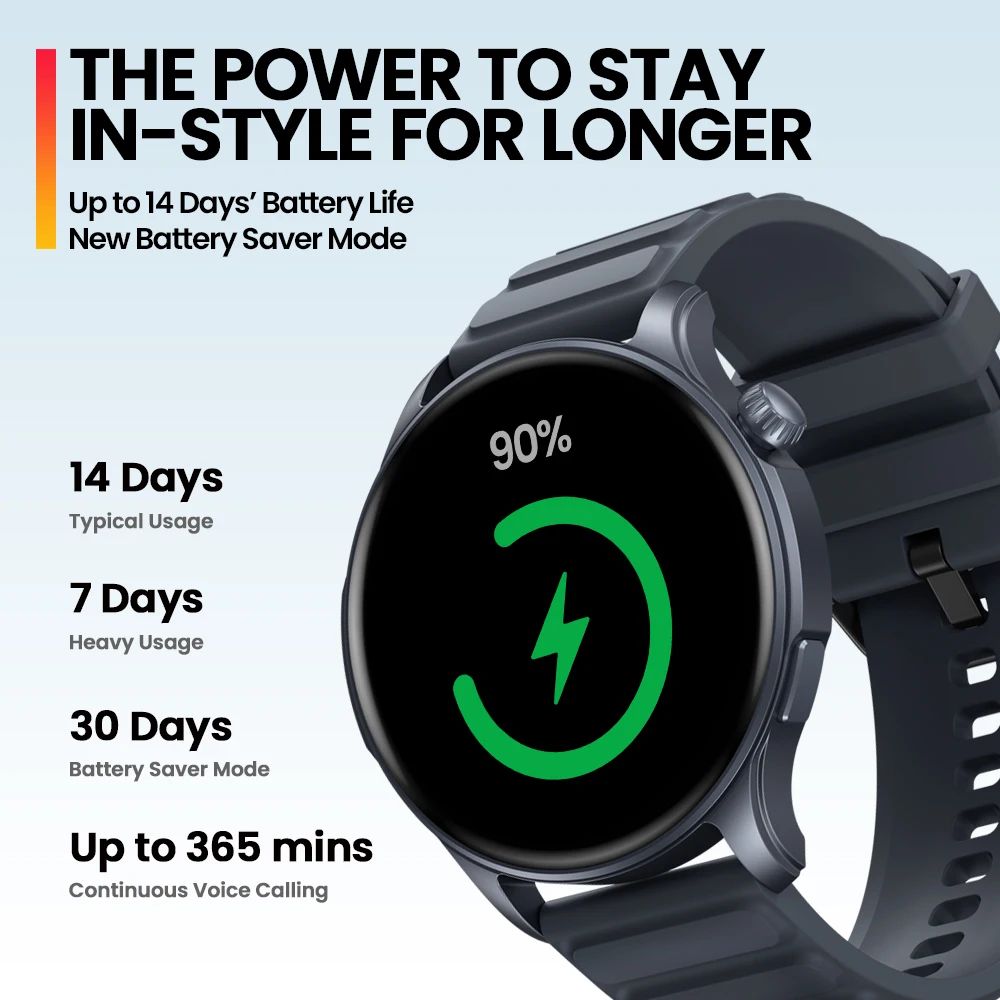 THE POWER TO STAY
IN-STYLE FOR LONGER
Up to 14 Days’ Battery Life
New Battery Saver Mode
90%
14 Days
Typical Usage
7 Days
Heavy Usage
30 Days
Battery Saver Mode
Up to 365 mins
Continuous Voice Calling